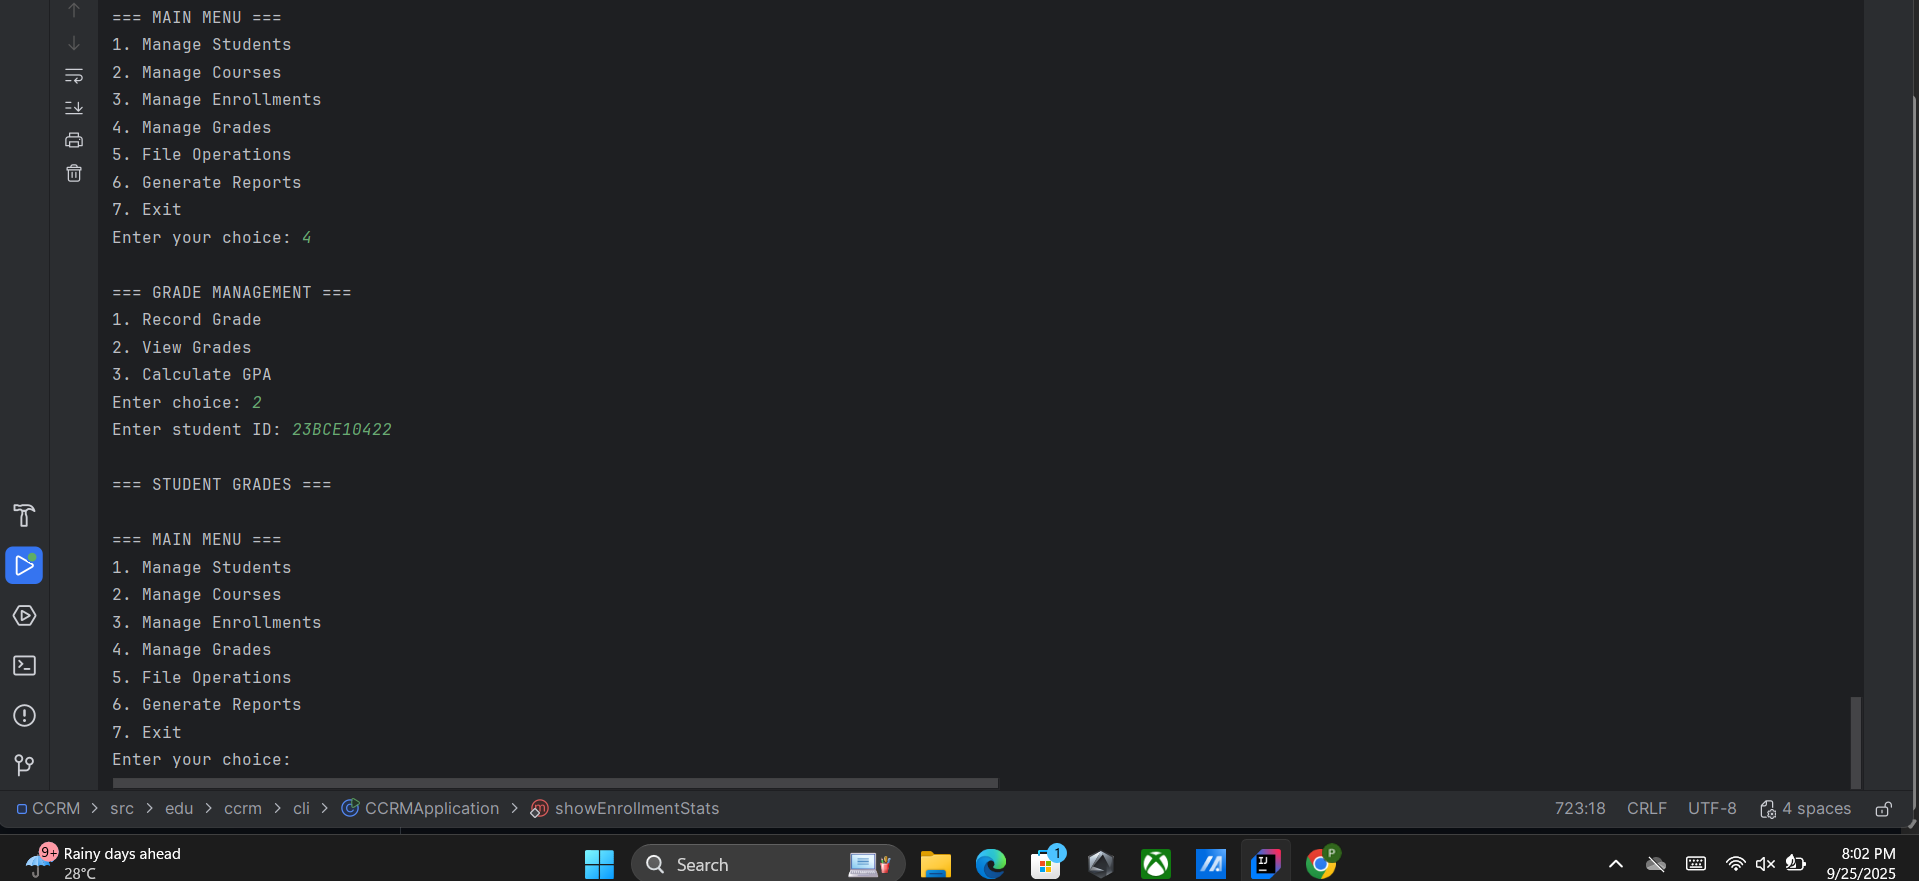 === MAIN MENU ===
1. Manage Students
2. Manage Courses
3. Manage Enrollments
4. Manage Grades
5. File Operations
6. Generate Reports
7. Exit
Enter your choice: 4
=== GRADE MANAGEMENT ===
1. Record Grade
2. View Grades
3. Calculate GPA
Enter choice: 2
Enter student ID: 23BCE10422
=== STUDENT GRADES ===
=== MAIN MENU ===
1. Manage Students
2. Manage Courses
3. Manage Enrollments
4. Manage Grades
5. File Operations
6. Generate Reports
7. Exit
Enter your choice:
CCRM > src > edu > ccrm > cli > CCRMApplication > showEnrollmentStats 723:18 CRLF UTF-8 4 spaces
9+ Rainy days ahead
28°C
Search
1
IJ
P
8:02 PM
9/25/2025